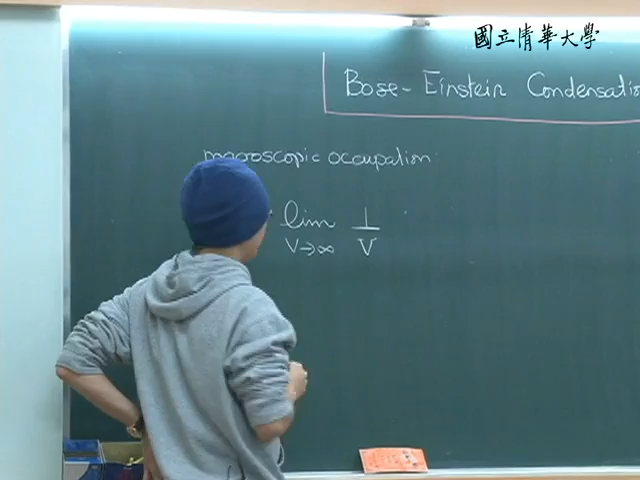 國立清華大學
Bose-Einstein Condensatio
macroscopic occupation
lim 1/V
V→∞